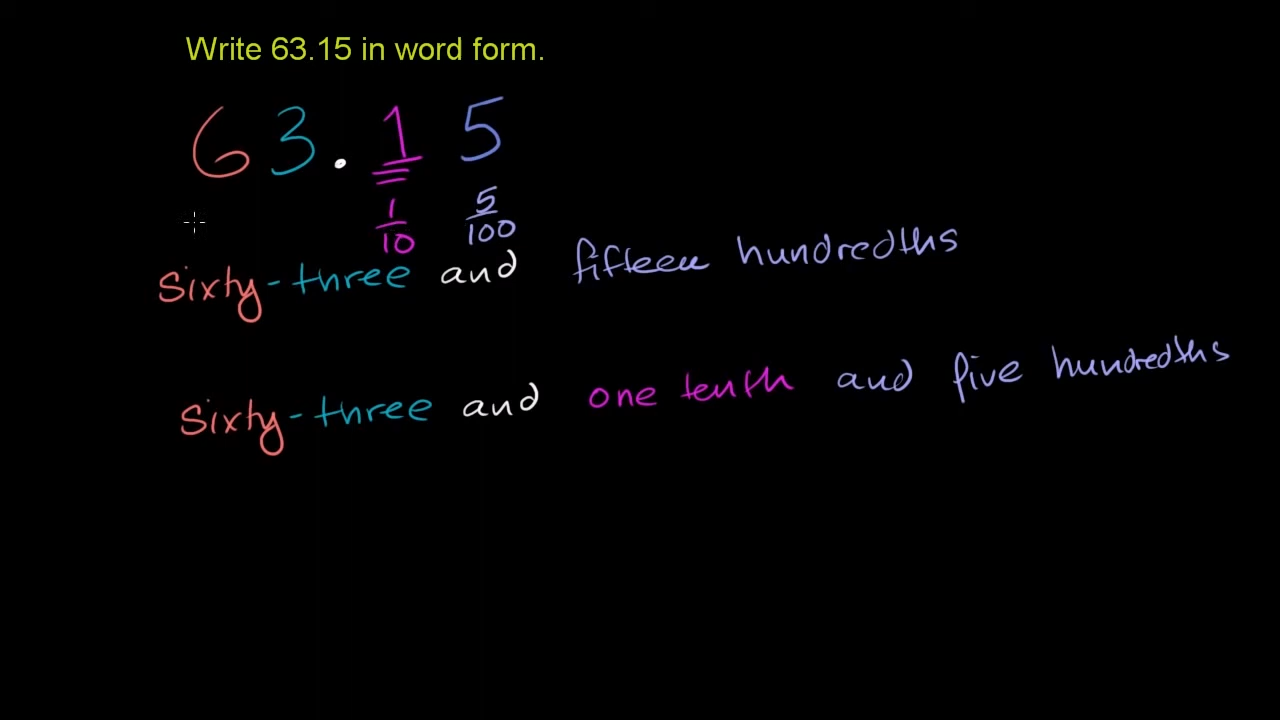 Write 63.15 in word form.
63.15
1/10 5/100
Sixty-three and fifteen hundredths
Sixty-three and one tenth and five hundredths